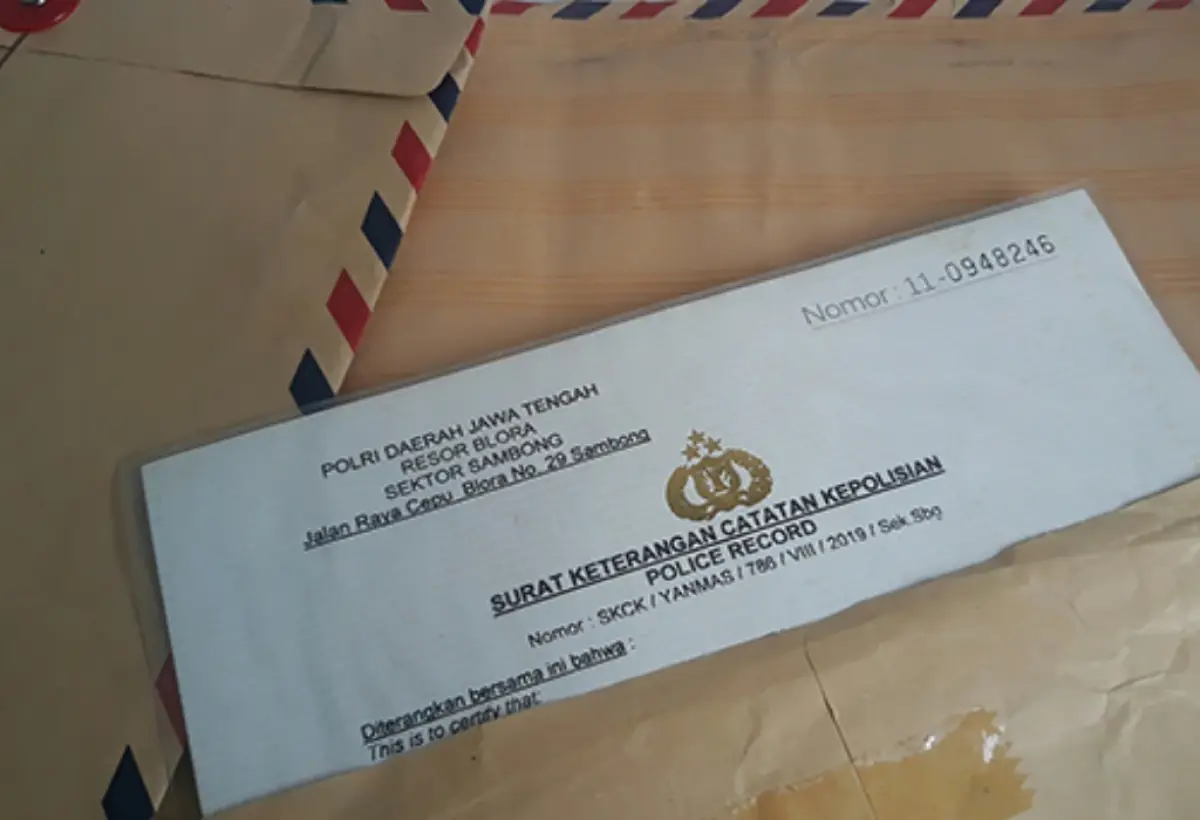 Nomor : 11-0948246
POLRI DAERAH JAWA TENGAH
RESOR BLORA
SEKTOR SAMBONG
Jalan Raya Cepu Blora No. 29 Sambong
SURAT KETERANGAN CATATAN KEPOLISIAN
POLICE RECORD
Nomor : SKCK / YANMAS / 786 / VIII / 2019 / Sek.Sbg
Diterangkan bersama ini bahwa :
This is to certify that: